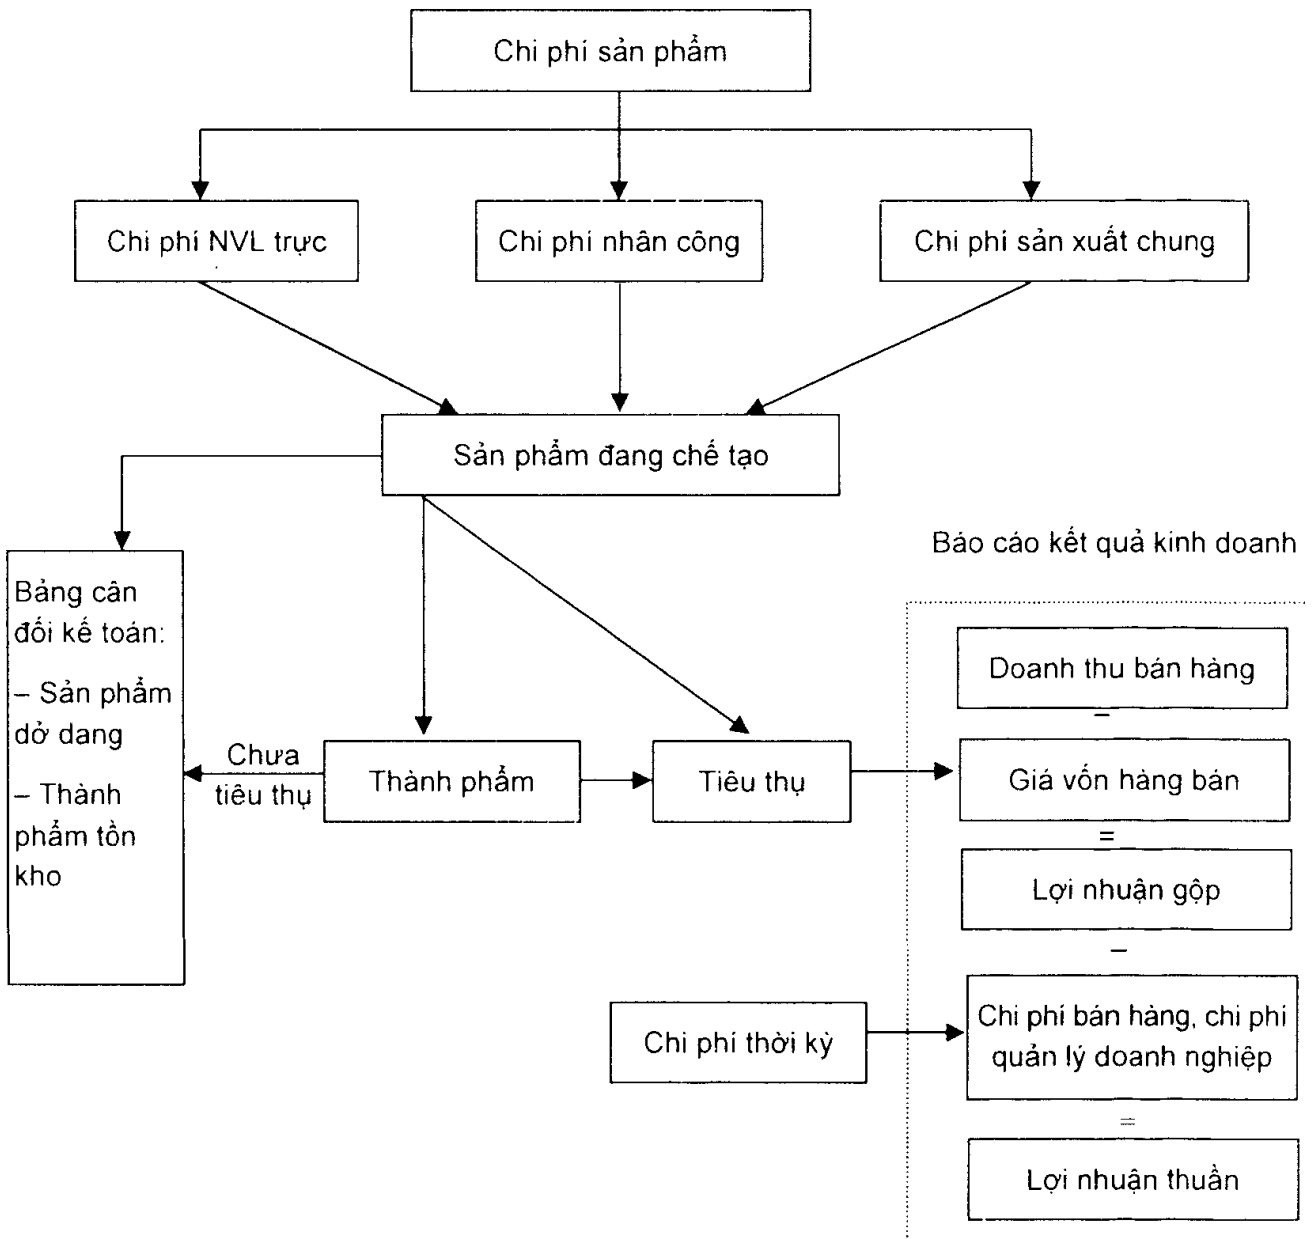 Chi phí sản phẩm
Chi phí NVL trực
Chi phí nhân công
Chi phí sản xuất chung
Sản phẩm đang chế tạo
Báo cáo kết quả kinh doanh
Bảng cân
đối kế toán:
– Sản phẩm
dở dang
– Thành
phẩm tồn
kho
Chưa
tiêu thụ
Thành phẩm
Tiêu thụ
Doanh thu bán hàng
–
Giá vốn hàng bán
=
Lợi nhuận gộp
–
Chi phí thời kỳ
Chi phí bán hàng, chi phí
quản lý doanh nghiệp
=
Lợi nhuận thuần